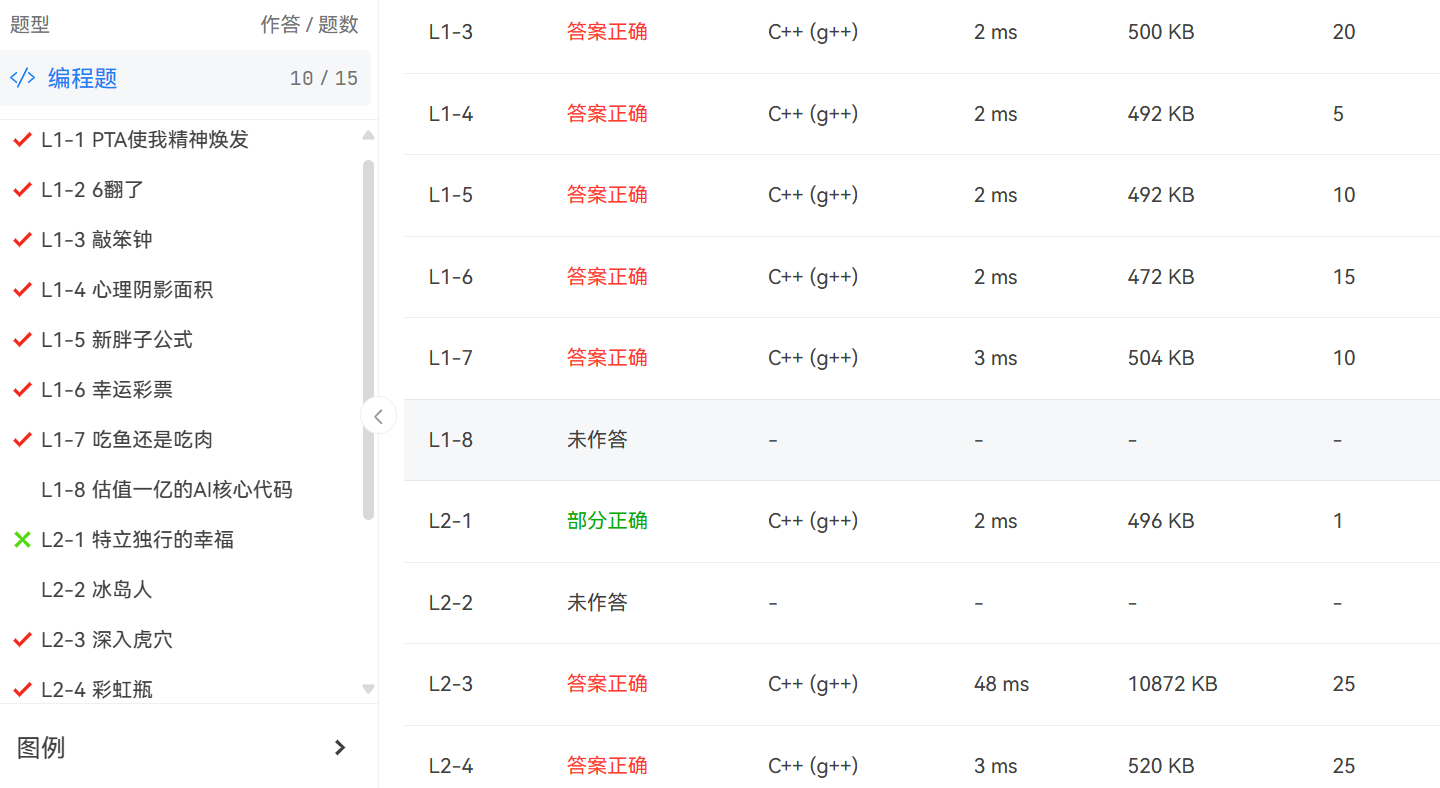 题型 作答 / 题数
</> 编程题 10 / 15
L1-1 PTA使我精神焕发
L1-2 6翻了
L1-3 敲笨钟
L1-4 心理阴影面积
L1-5 新胖子公式
L1-6 幸运彩票
L1-7 吃鱼还是吃肉
L1-8 估值一亿的AI核心代码
L2-1 特立独行的幸福
L2-2 冰岛人
L2-3 深入虎穴
L2-4 彩虹瓶
图例
L1-3 答案正确 C++ (g++) 2 ms 500 KB 20
L1-4 答案正确 C++ (g++) 2 ms 492 KB 5
L1-5 答案正确 C++ (g++) 2 ms 492 KB 10
L1-6 答案正确 C++ (g++) 2 ms 472 KB 15
L1-7 答案正确 C++ (g++) 3 ms 504 KB 10
L1-8 未作答 - - - -
L2-1 部分正确 C++ (g++) 2 ms 496 KB 1
L2-2 未作答 - - - -
L2-3 答案正确 C++ (g++) 48 ms 10872 KB 25
L2-4 答案正确 C++ (g++) 3 ms 520 KB 25